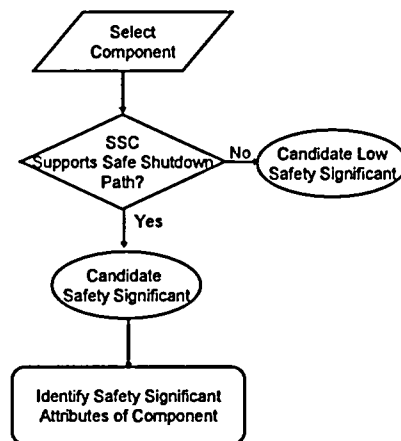 Select
Component
SSC
Supports Safe Shutdown
Path?
No
Candidate Low
Safety Significant
Yes
Candidate
Safety Significant
Identify Safety Significant
Attributes of Component